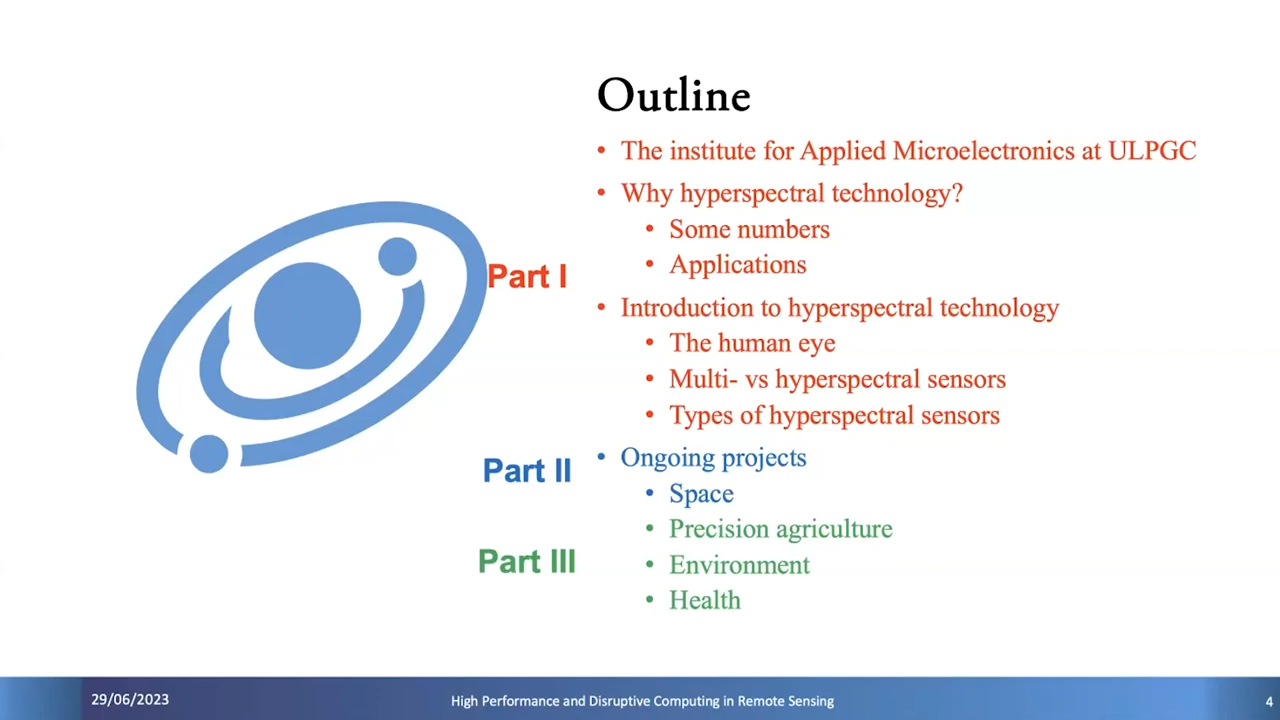 Outline
• The institute for Applied Microelectronics at ULPGC
• Why hyperspectral technology?
• Some numbers
• Applications
Part I
• Introduction to hyperspectral technology
• The human eye
• Multi- vs hyperspectral sensors
• Types of hyperspectral sensors
Part II
• Ongoing projects
• Space
• Precision agriculture
Part III
• Environment
• Health
29/06/2023
High Performance and Disruptive Computing in Remote Sensing
4